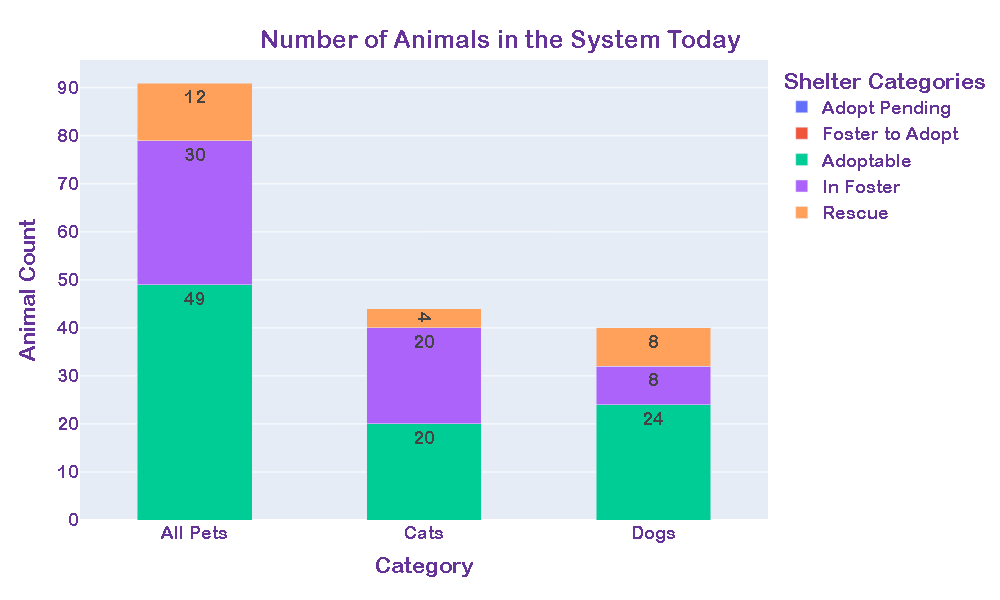 Number of Animals in the System Today
Shelter Categories
Adopt Pending
Foster to Adopt
Adoptable
In Foster
Rescue
Animal Count
90
80
70
60
50
40
30
20
10
0
12
30
49
4
20
20
8
8
24
All Pets
Cats
Dogs
Category